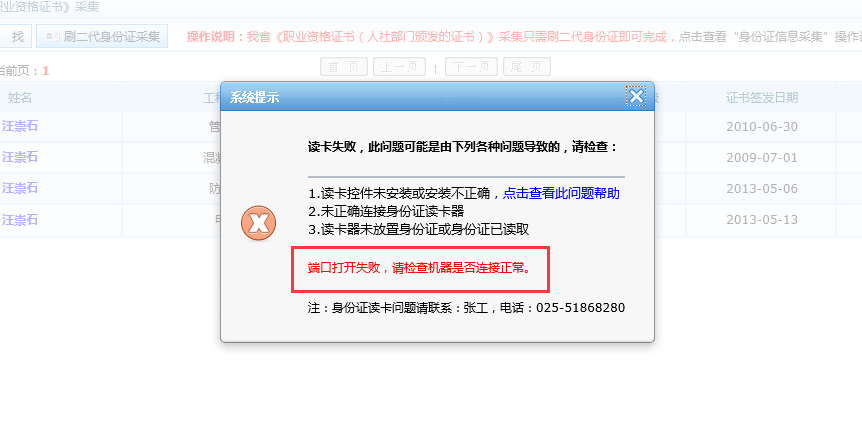 职业资格证书》采集
找 刷二代身份证采集 操作说明：我省《职业资格证书（人社部门颁发的证书）》采集只需刷二代身份证即可完成，点击查看“身份证信息采集”操作
当前页：1 首 页 上一页 ¦ 下一页 尾 页
姓名 工 证书签发日期
汪崇石 管 2010-06-30
汪崇石 混 2009-07-01
汪崇石 防 2013-05-06
汪崇石 2013-05-13
系统提示
读卡失败，此问题可能是由下列各种问题导致的，请检查：
1.读卡控件未安装或安装不正确，点击查看此问题帮助
2.未正确连接身份证读卡器
3.读卡器未放置身份证或身份证已读取
端口打开失败，请检查机器是否连接正常。
注：身份证读卡问题请联系：张工，电话：025-51868280